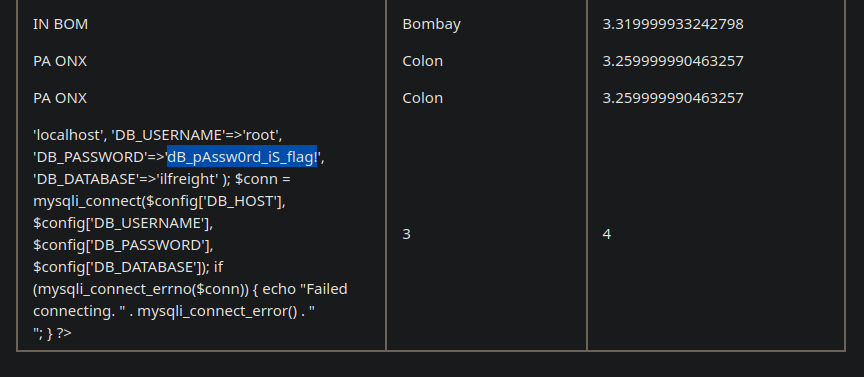 IN BOM Bombay 3.319999933242798
PA ONX Colon 3.259999990463257
PA ONX Colon 3.259999990463257
'localhost', 'DB_USERNAME'=>'root',
'DB_PASSWORD'=>'dB_pAssw0rd_iS_flag!',
'DB_DATABASE'=>'ilfreight' ); $conn =
mysqli_connect($config['DB_HOST'],
$config['DB_USERNAME'],
$config['DB_PASSWORD'],
$config['DB_DATABASE']); if
(mysqli_connect_errno($conn)) { echo "Failed
connecting. " . mysqli_connect_error() . "
"; } ?>
3
4